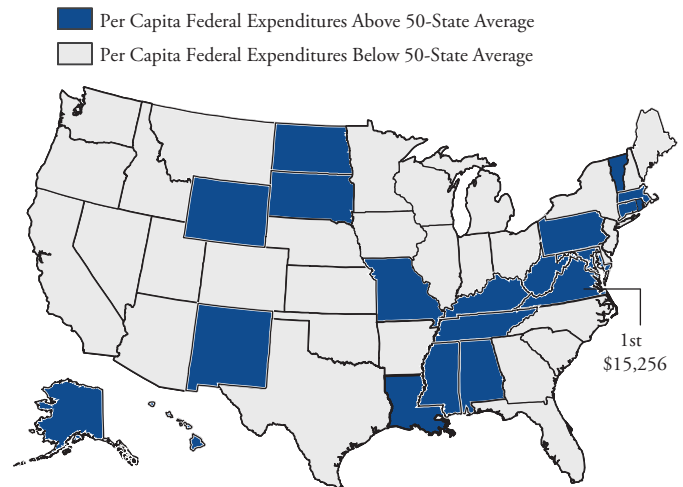 Per Capita Federal Expenditures Above 50-State Average
Per Capita Federal Expenditures Below 50-State Average
1st
$15,256